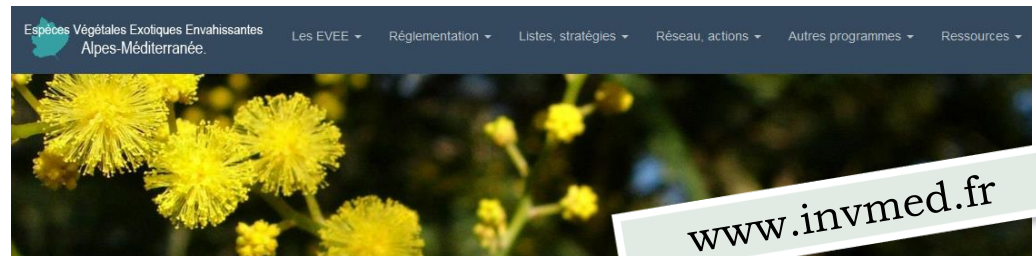 Espèces Végétales Exotiques Envahissantes
Alpes-Méditerranée.
Les EVEE
Réglementation
Listes, stratégies
Réseau, actions
Autres programmes
Ressources
www.invmed.fr